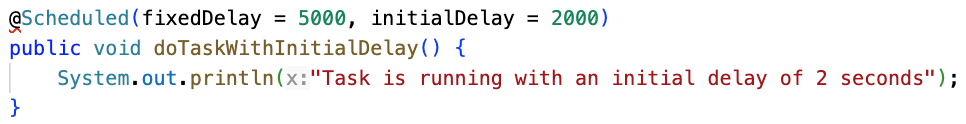 @Scheduled(fixedDelay = 5000, initialDelay = 2000)
public void doTaskWithInitialDelay() {
    System.out.println(x:"Task is running with an initial delay of 2 seconds");
}